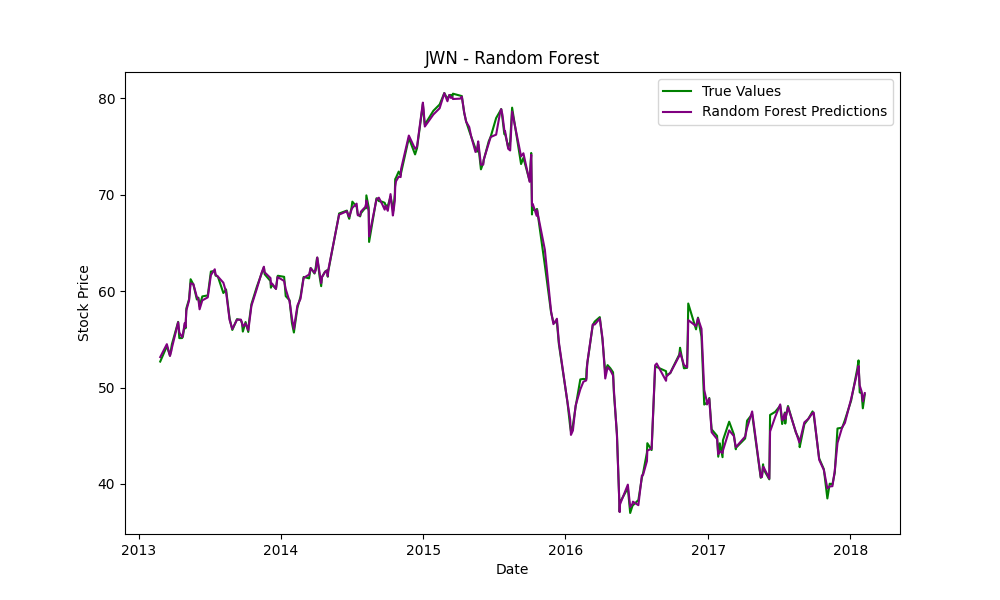 JWN - Random Forest
True Values
Random Forest Predictions
80
70
60
50
40
Stock Price
2013 2014 2015 2016 2017 2018
Date